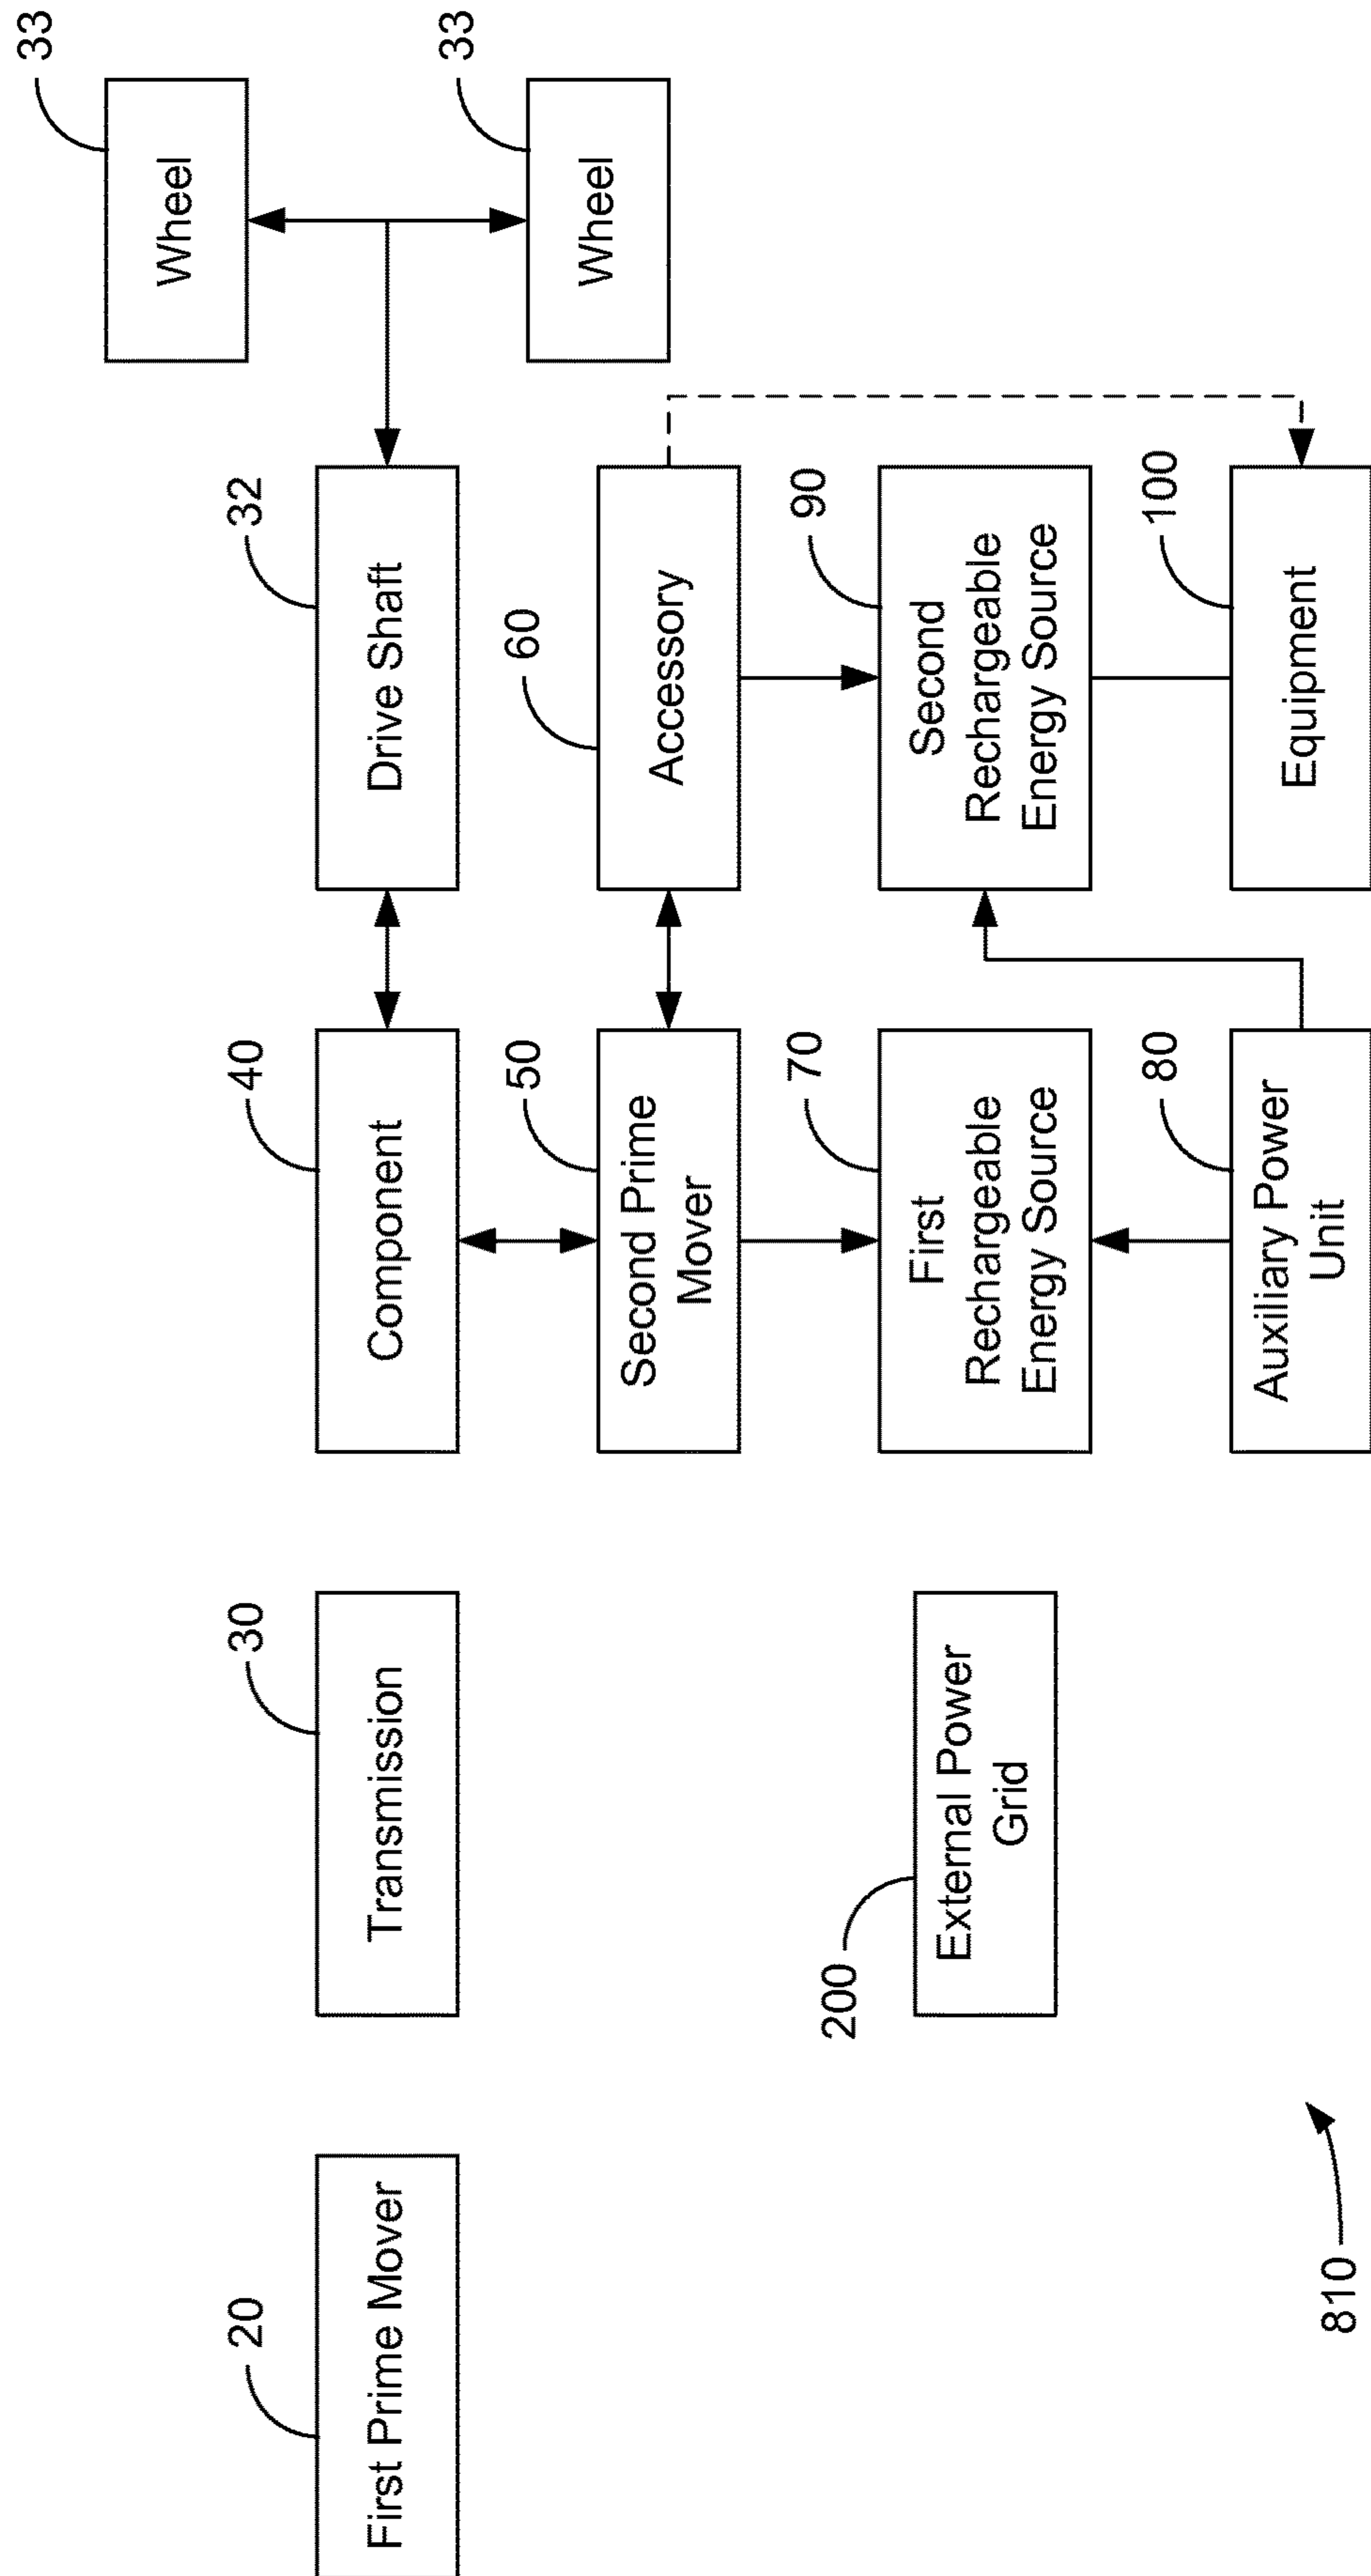 33
Wheel
33
Wheel
20
First Prime Mover
30
Transmission
40
Component
32
Drive Shaft
50
Second Prime
Mover
60
Accessory
200
External Power
Grid
70
First
Rechargeable
Energy Source
90
Second
Rechargeable
Energy Source
80
Auxiliary Power
Unit
100
Equipment
810